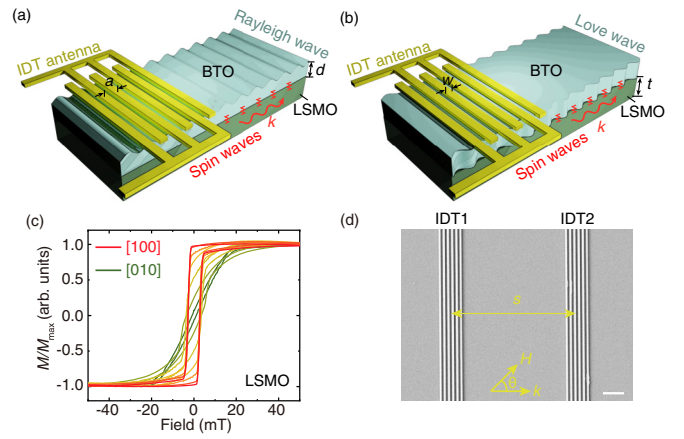 (a)
IDT antenna
a
BTO
Rayleigh wave
d
LSMO
k
Spin waves
(b)
IDT antenna
w
BTO
Love wave
t
LSMO
k
Spin waves
(c)
M/Mmax (arb. units)
1.0
0.5
0.0
-0.5
-1.0
[100]
[010]
LSMO
-40 -20 0 20 40
Field (mT)
(d)
IDT1 IDT2
s
H
θ
k